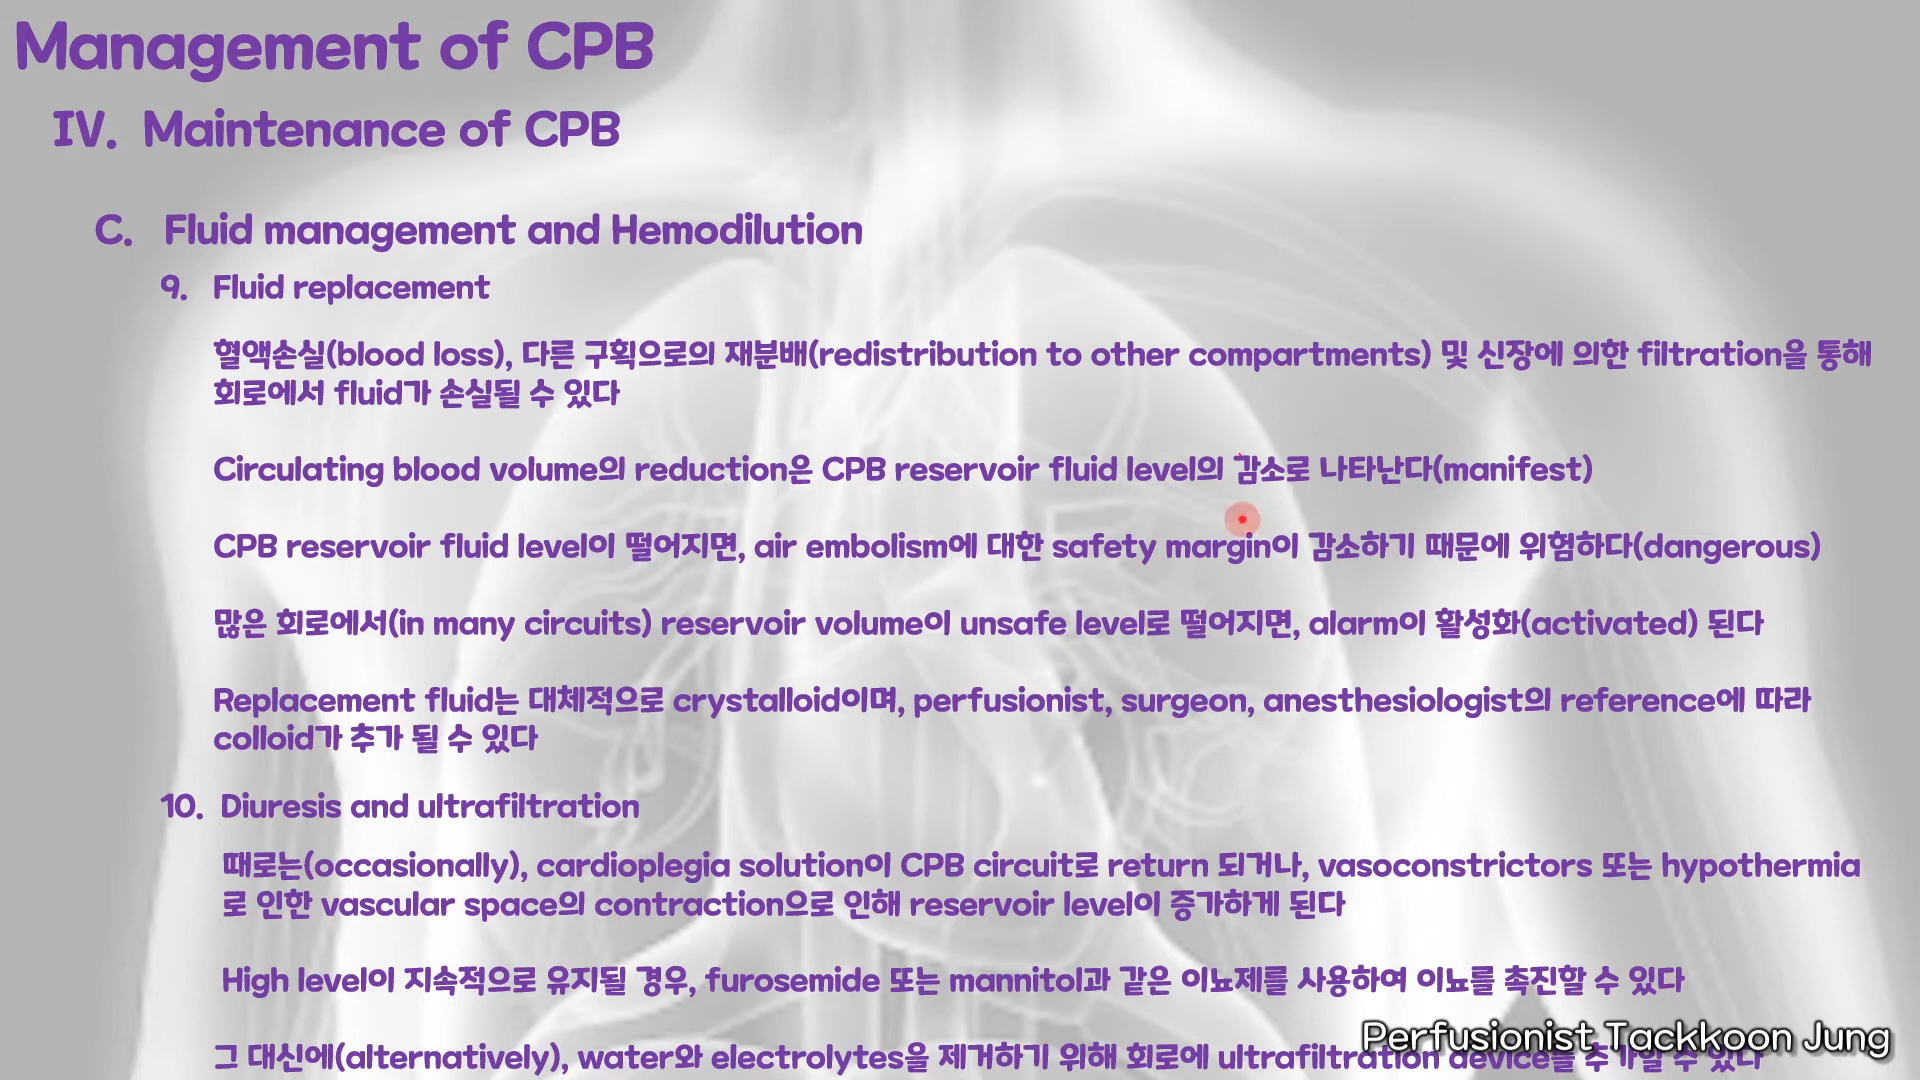 Management of CPB
IV. Maintenance of CPB
C. Fluid management and Hemodilution
9. Fluid replacement
혈액손실(blood loss), 다른 구획으로의 재분배(redistribution to other compartments) 및 신장에 의한 filtration을 통해
회로에서 fluid가 손실될 수 있다
Circulating blood volume의 reduction은 CPB reservoir fluid level의 감소로 나타난다(manifest)
CPB reservoir fluid level이 떨어지면, air embolism에 대한 safety margin이 감소하기 때문에 위험하다(dangerous)
많은 회로에서(in many circuits) reservoir volume이 unsafe level로 떨어지면, alarm이 활성화(activated) 된다
Replacement fluid는 대체적으로 crystalloid이며, perfusionist, surgeon, anesthesiologist의 reference에 따라
colloid가 추가 될 수 있다
10. Diuresis and ultrafiltration
때로는(occasionally), cardioplegia solution이 CPB circuit로 return 되거나, vasoconstrictors 또는 hypothermia
로 인한 vascular space의 contraction으로 인해 reservoir level이 증가하게 된다
High level이 지속적으로 유지될 경우, furosemide 또는 mannitol과 같은 이뇨제를 사용하여 이뇨를 촉진할 수 있다
그 대신에(alternatively), water와 electrolytes을 제거하기 위해 회로에 ultrafiltration device를 추가할 수 있다
Perfusionist Tackkoon Jung